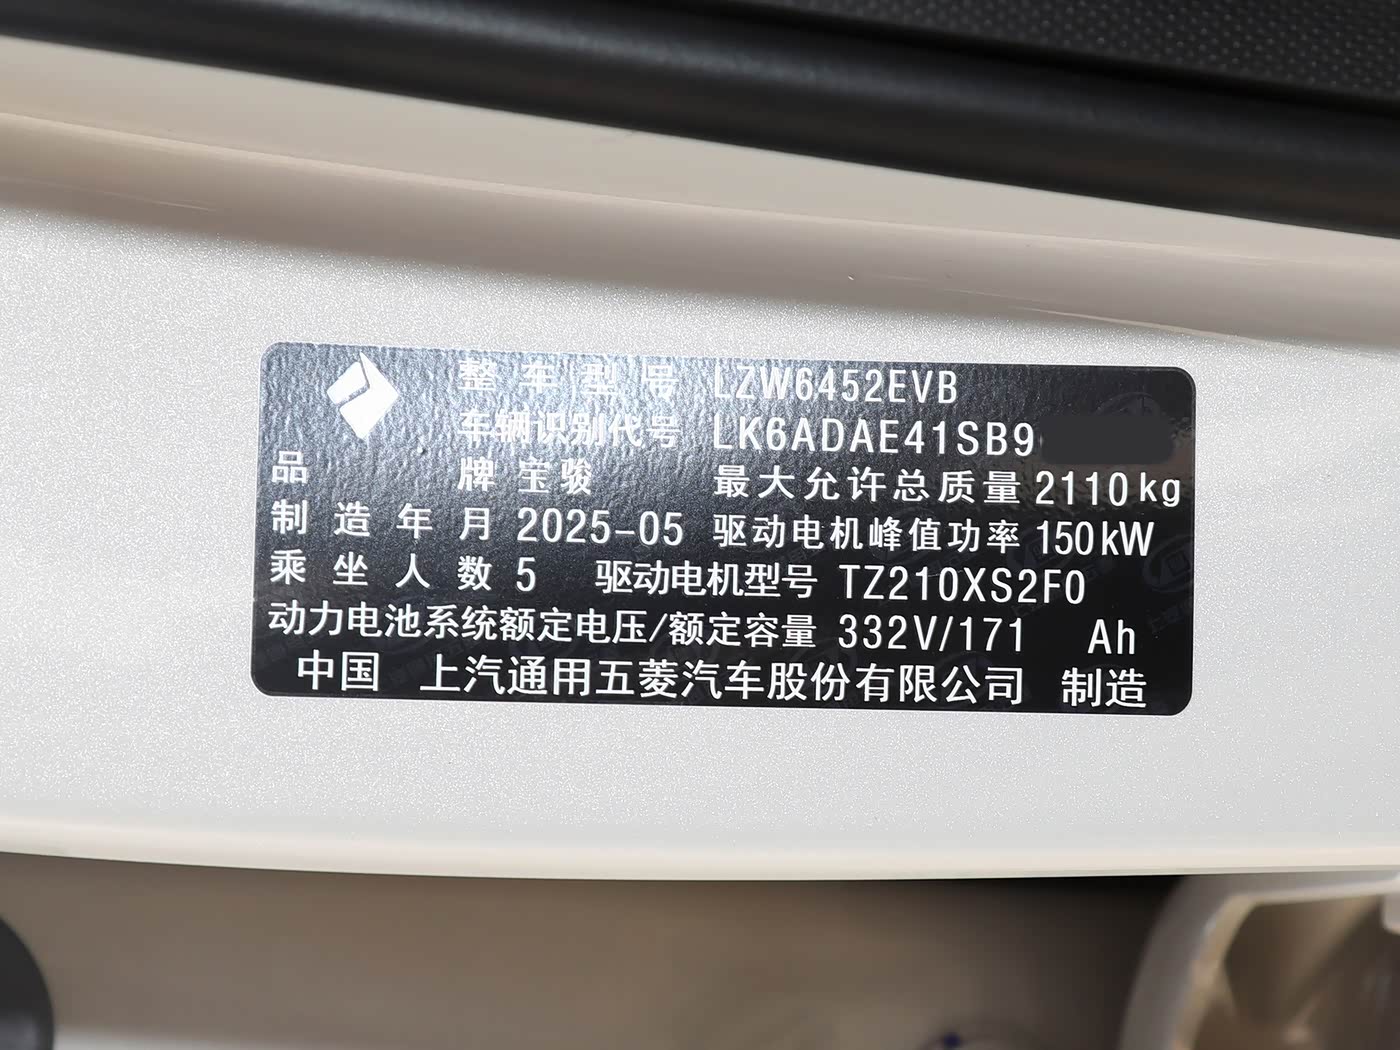 整车型号 LZW6452EVB
车辆识别代号 LK6ADAE41SB9
品牌 宝骏 最大允许总质量 2110kg
制造年月 2025-05 驱动电机峰值功率 150kW
乘坐人数 5 驱动电机型号 TZ210XS2F0
动力电池系统额定电压/额定容量 332V/171 Ah
中国 上汽通用五菱汽车股份有限公司 制造